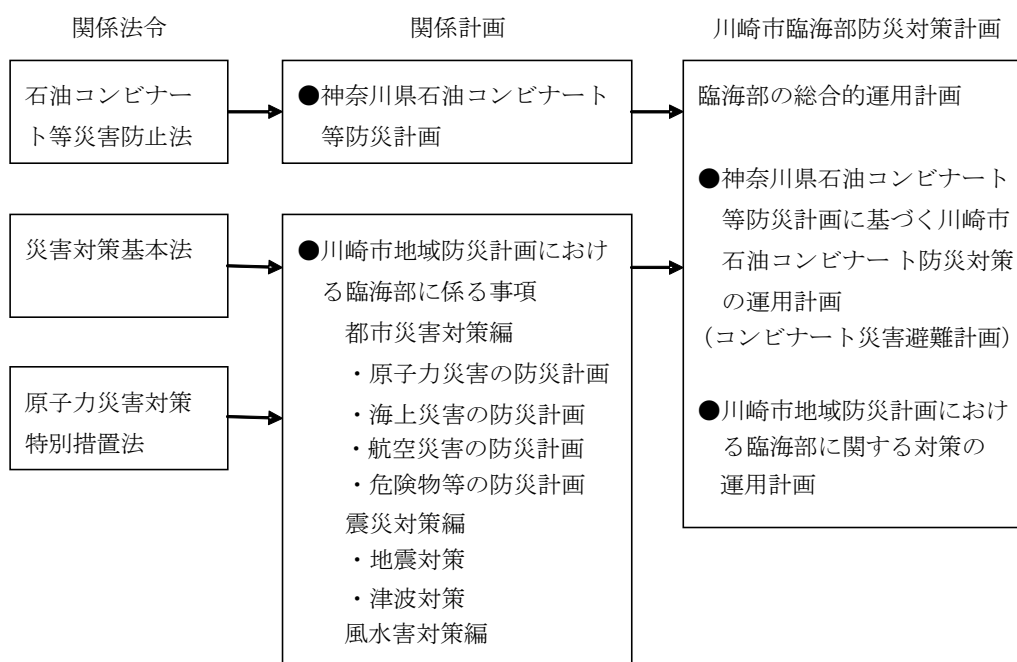 関係法令
関係計画
川崎市臨海部防災対策計画
石油コンビナー
ト等災害防止法
●神奈川県石油コンビナート
等防災計画
臨海部の総合的運用計画
●神奈川県石油コンビナート
等防災計画に基づく川崎市
石油コンビナート防災対策
の運用計画
（コンビナート災害避難計画）
●川崎市地域防災計画におけ
る臨海部に関する対策の
運用計画
災害対策基本法
原子力災害対策
特別措置法
●川崎市地域防災計画におけ
る臨海部に係る事項
都市災害対策編
・原子力災害の防災計画
・海上災害の防災計画
・航空災害の防災計画
・危険物等の防災計画
震災対策編
・地震対策
・津波対策
風水害対策編